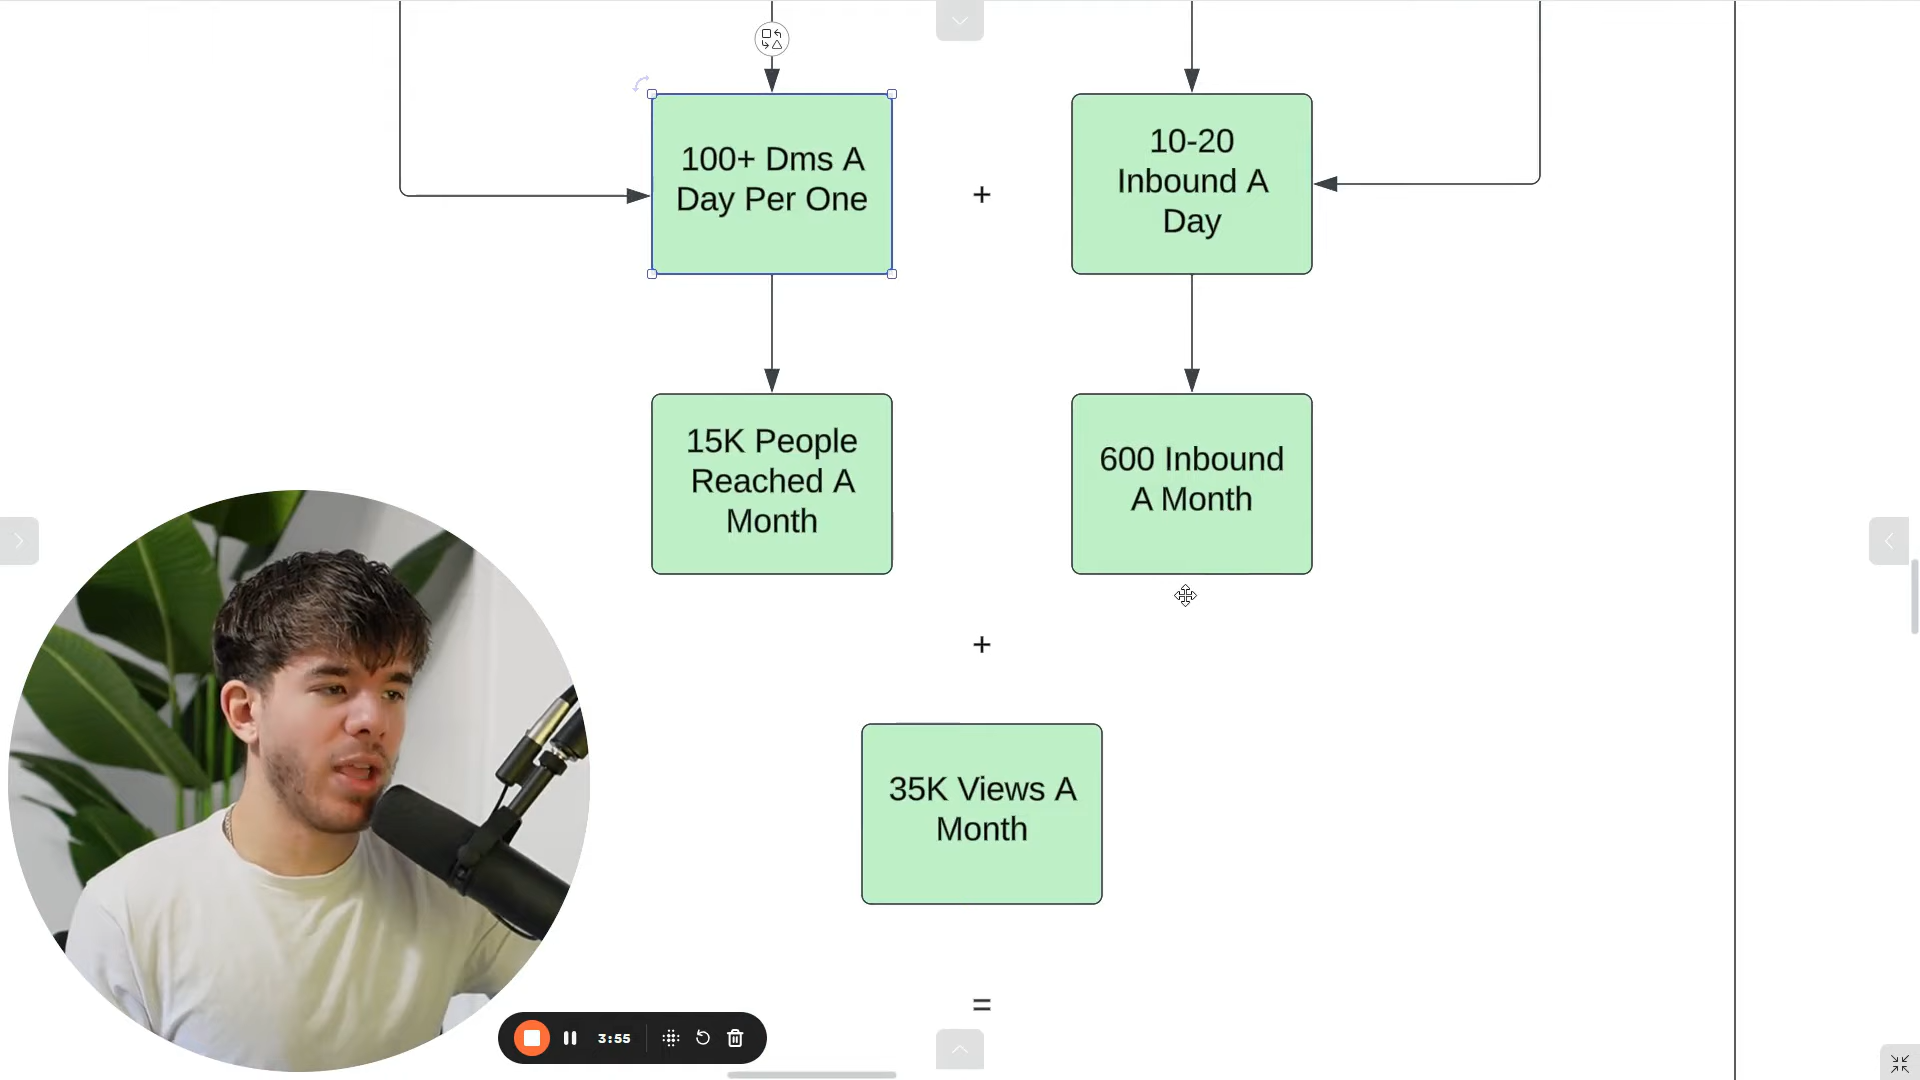 100+ Dms A
Day Per One
+
10-20
Inbound A
Day
15K People
Reached A
Month
600 Inbound
A Month
+
35K Views A
Month
=
3:55